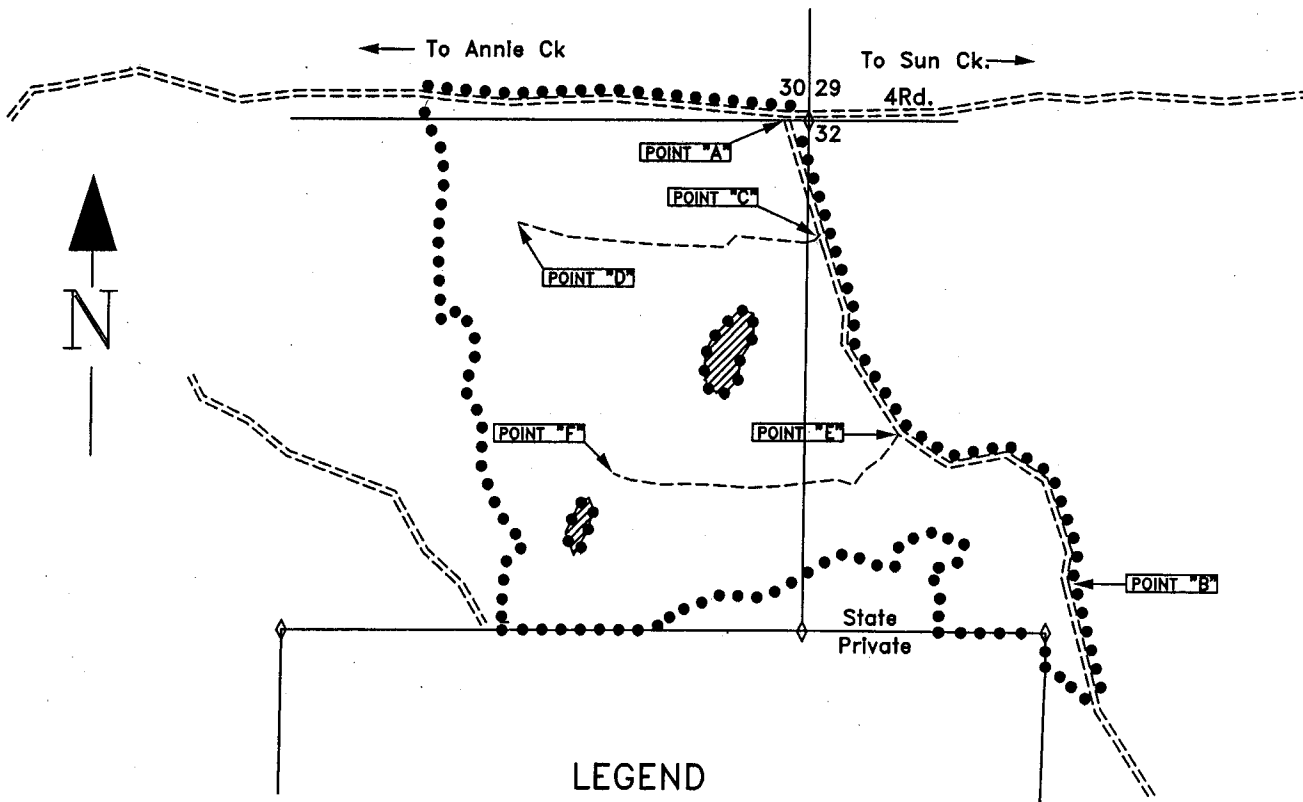 To Annie Ck
To Sun Ck.
30 29
4Rd.
32
POINT "A"
POINT "C"
POINT "D"
N
POINT "F"
POINT "E"
POINT "B"
State
Private
LEGEND